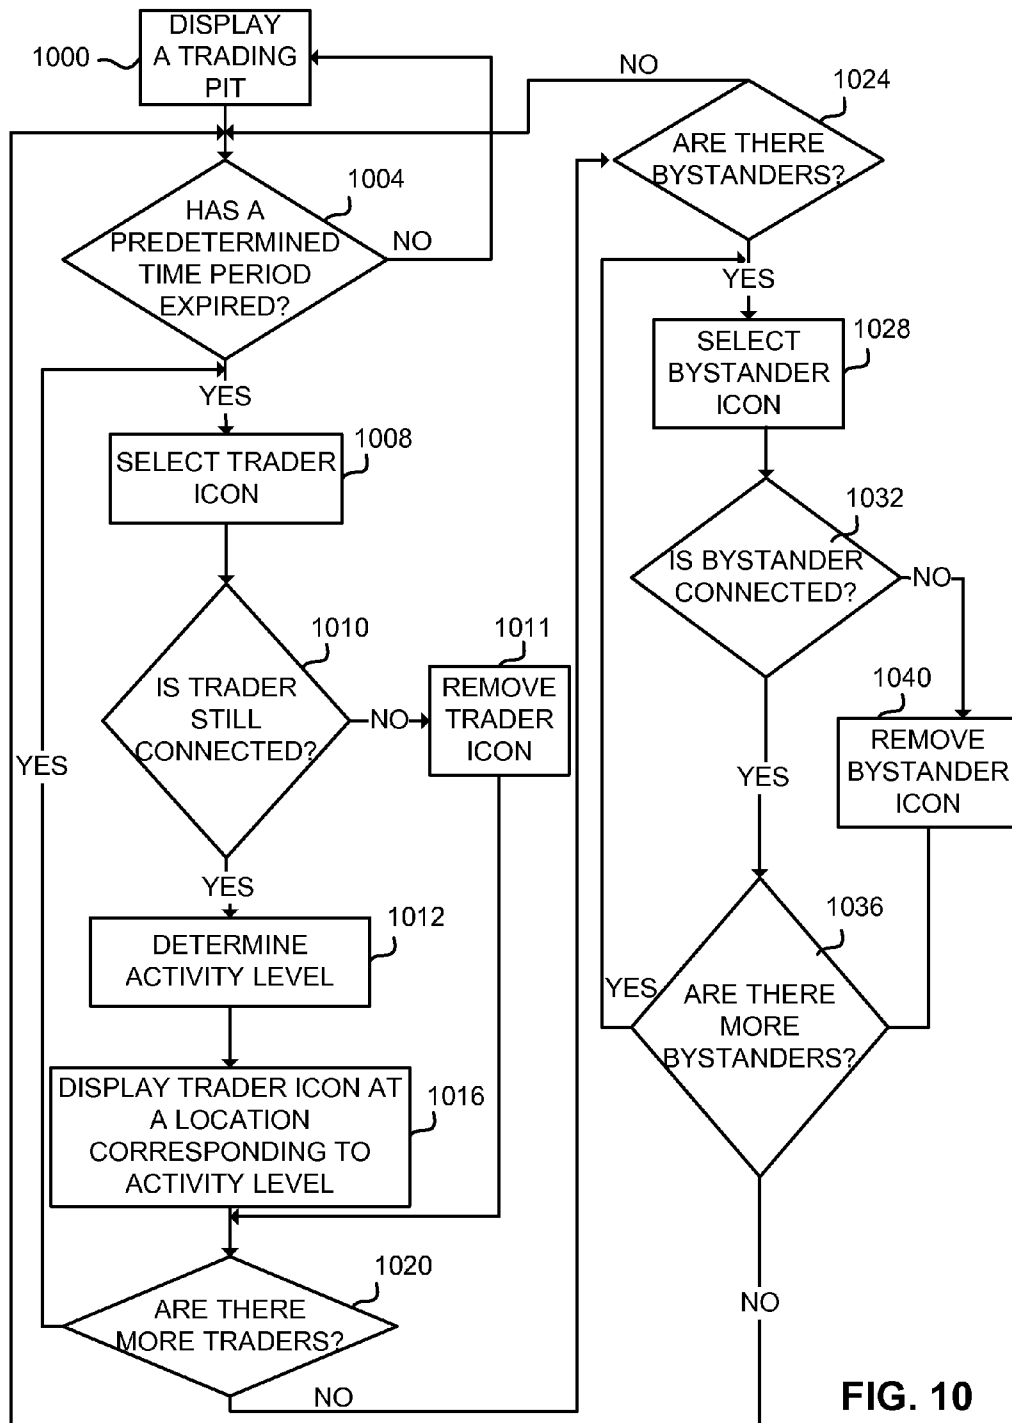 DISPLAY
A TRADING
PIT
1000
1004
HAS A
PREDETERMINED
TIME PERIOD
EXPIRED?
NO
YES
1008
SELECT TRADER
ICON
1010
IS TRADER
STILL
CONNECTED?
NO
1011
REMOVE
TRADER
ICON
YES
YES
1012
DETERMINE
ACTIVITY LEVEL
1016
DISPLAY TRADER ICON AT
A LOCATION
CORRESPONDING TO
ACTIVITY LEVEL
1020
ARE THERE
MORE TRADERS?
NO
NO
1024
ARE THERE
BYSTANDERS?
YES
1028
SELECT
BYSTANDER
ICON
1032
IS BYSTANDER
CONNECTED?
NO
1040
REMOVE
BYSTANDER
ICON
YES
1036
YES
ARE THERE
MORE
BYSTANDERS?
NO
FIG. 10